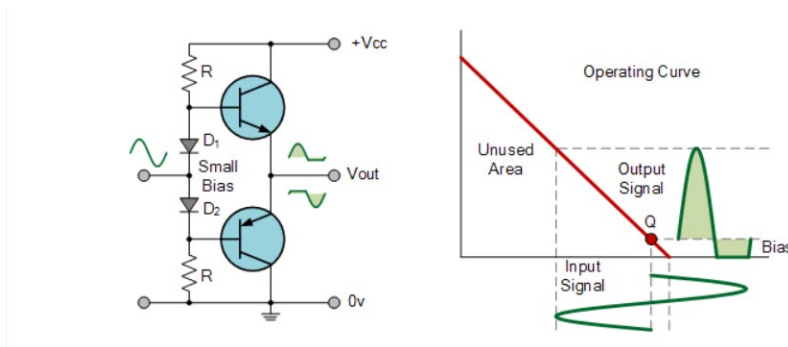 +Vcc
R
D₁
Small
Bias
Vout
D₂
R
0v
Operating Curve
Unused
Area
Output
Signal
Q
Bias
Input
Signal